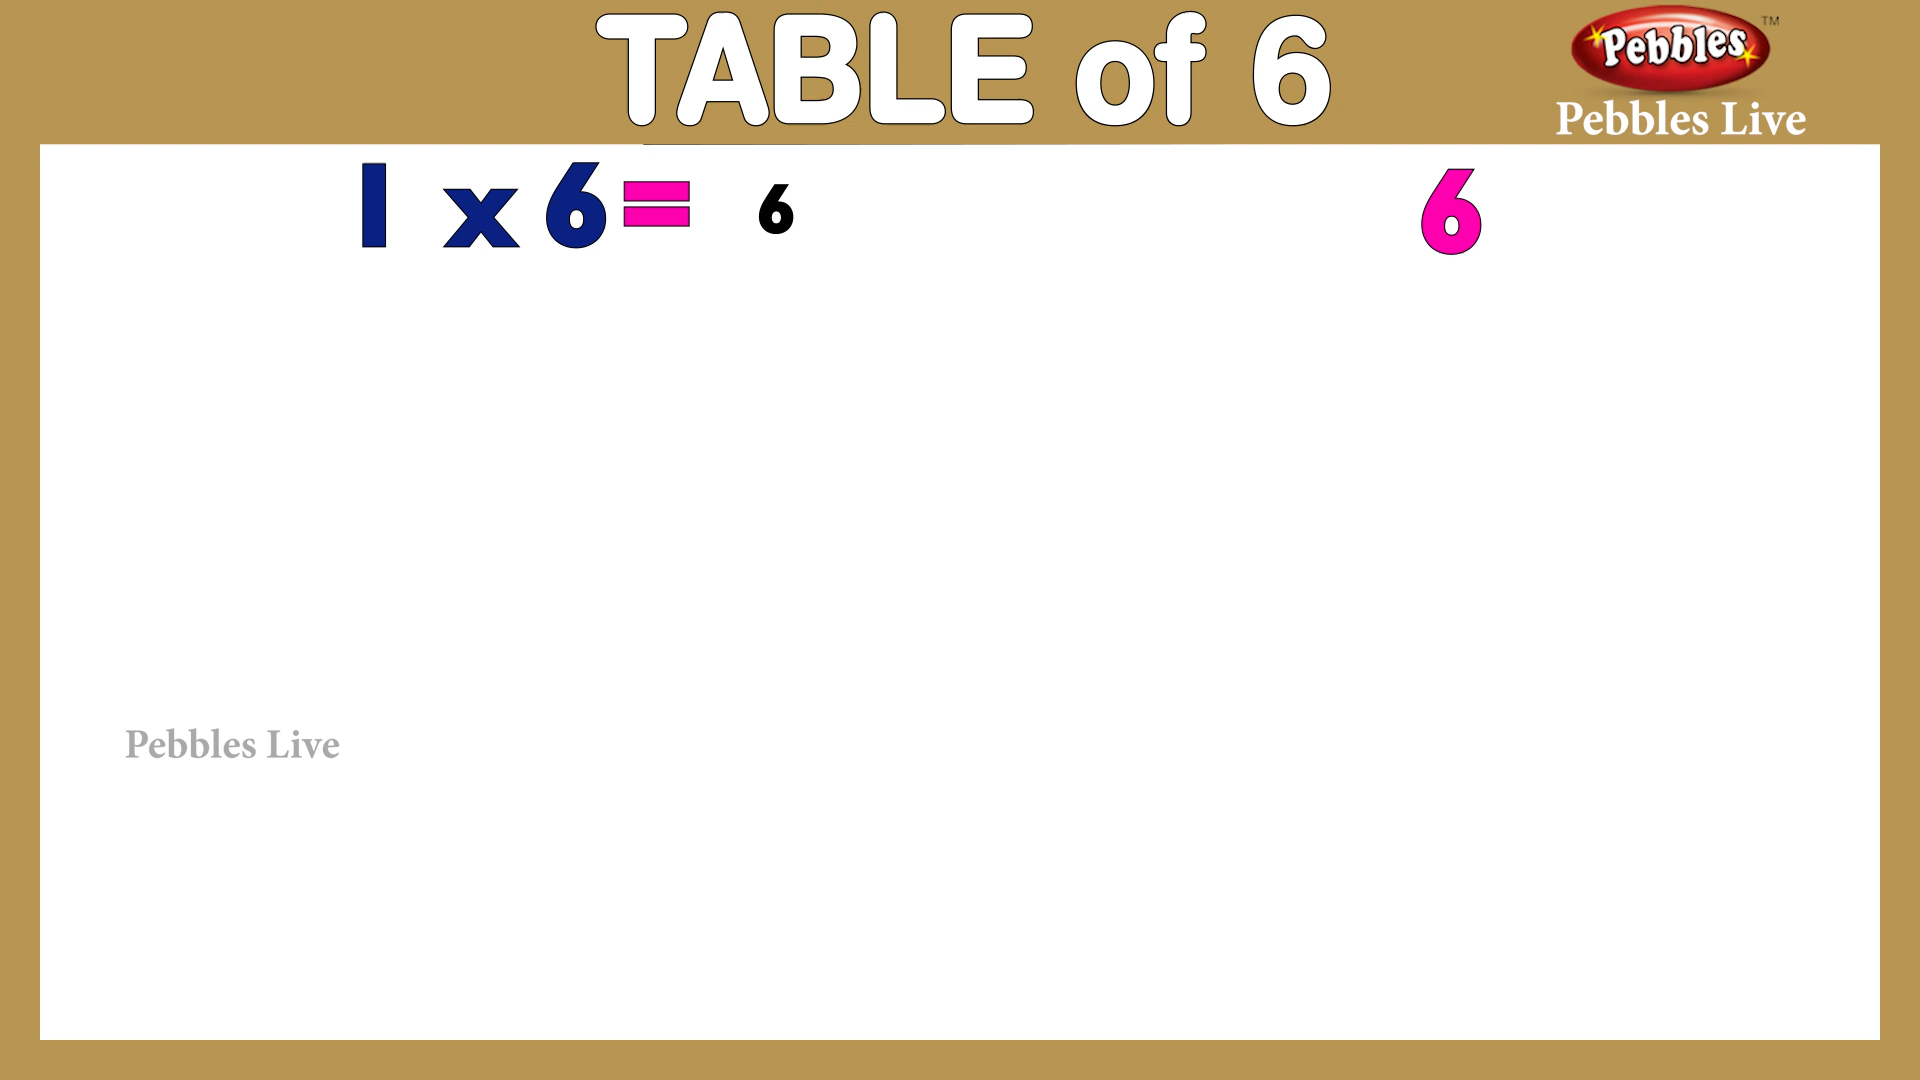 TABLE of 6
Pebbles TM
Pebbles Live
1 x 6 = 6 6
Pebbles Live